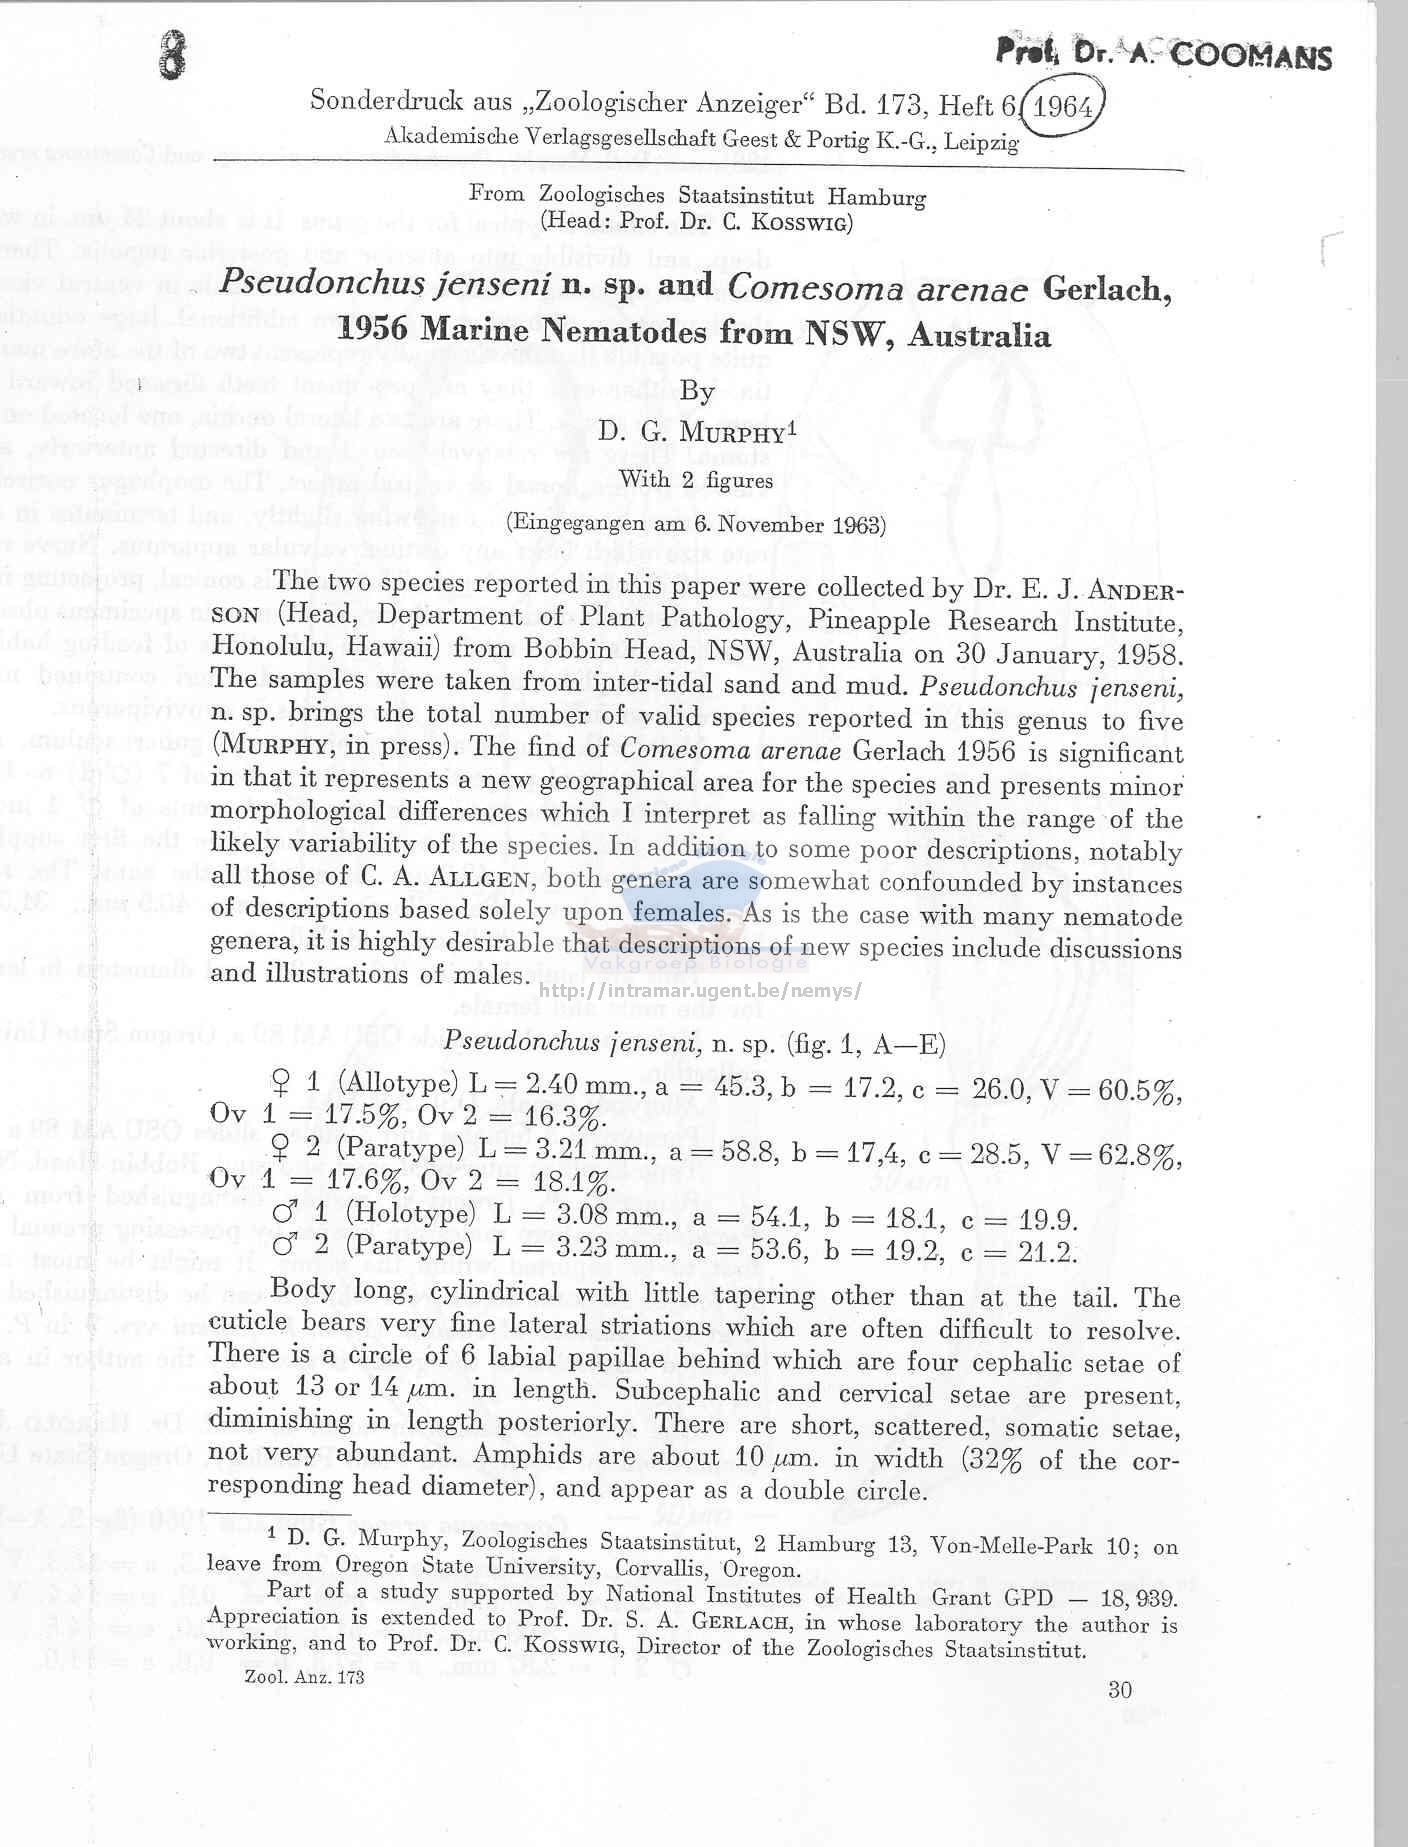 8
Prof. Dr. A. COOMANS
Sonderdruck aus „Zoologischer Anzeiger“ Bd. 173, Heft 6, 1964
Akademische Verlagsgesellschaft Geest & Portig K.-G., Leipzig
From Zoologisches Staatsinstitut Hamburg
(Head: Prof. Dr. C. KOSSWIG)
Pseudonchus jenseni n. sp. and Comesoma arenae Gerlach,
1956 Marine Nematodes from NSW, Australia
By
D. G. MURPHY¹
With 2 figures
(Eingegangen am 6. November 1963)
The two species reported in this paper were collected by Dr. E. J. ANDER-
SON (Head, Department of Plant Pathology, Pineapple Research Institute,
Honolulu, Hawaii) from Bobbin Head, NSW, Australia on 30 January, 1958.
The samples were taken from inter-tidal sand and mud. Pseudonchus jenseni,
n. sp. brings the total number of valid species reported in this genus to five
(MURPHY, in press). The find of Comesoma arenae Gerlach 1956 is significant
in that it represents a new geographical area for the species and presents minor
morphological differences which I interpret as falling within the range of the
likely variability of the species. In addition to some poor descriptions, notably
all those of C. A. ALLGEN, both genera are somewhat confounded by instances
of descriptions based solely upon females. As is the case with many nematode
genera, it is highly desirable that descriptions of new species include discussions
and illustrations of males.
Vakgroep Biologie
http://intramar.ugent.be/nemys/
Pseudonchus jenseni, n. sp. (fig. 1, A—E)
♀ 1 (Allotype) L = 2.40 mm., a = 45.3, b = 17.2, c = 26.0, V = 60.5%,
Ov 1 = 17.5%, Ov 2 = 16.3%.
♀ 2 (Paratype) L = 3.21 mm., a = 58.8, b = 17,4, c = 28.5, V = 62.8%,
Ov 1 = 17.6%, Ov 2 = 18.1%.
♂ 1 (Holotype) L = 3.08 mm., a = 54.1, b = 18.1, c = 19.9.
♂ 2 (Paratype) L = 3.23 mm., a = 53.6, b = 19.2, c = 21.2.
Body long, cylindrical with little tapering other than at the tail. The
cuticle bears very fine lateral striations which are often difficult to resolve.
There is a circle of 6 labial papillae behind which are four cephalic setae of
about 13 or 14 μm. in length. Subcephalic and cervical setae are present,
diminishing in length posteriorly. There are short, scattered, somatic setae,
not very abundant. Amphids are about 10 μm. in width (32% of the cor-
responding head diameter), and appear as a double circle.
¹ D. G. Murphy, Zoologisches Staatsinstitut, 2 Hamburg 13, Von-Melle-Park 10; on
leave from Oregon State University, Corvallis, Oregon.
Part of a study supported by National Institutes of Health Grant GPD — 18,939.
Appreciation is extended to Prof. Dr. S. A. GERLACH, in whose laboratory the author is
working, and to Prof. Dr. C. KOSSWIG, Director of the Zoologisches Staatsinstitut.
Zool. Anz. 173
30